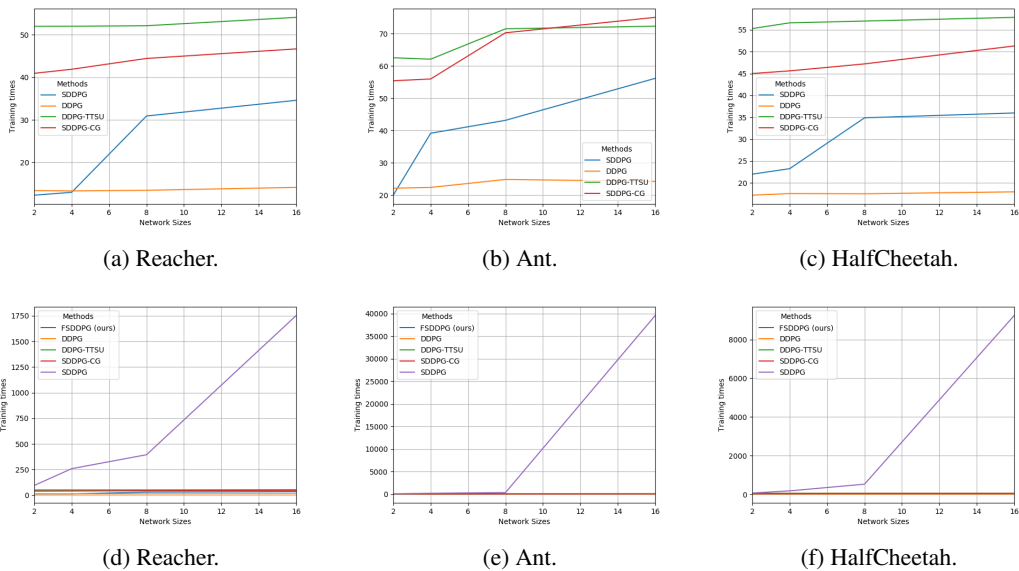 50
40
30
20
2
4
6
8
10
12
14
16
Training times
Network Sizes
Methods
SDDPG
DDPG
DDPG-TTSU
SDDPG-CG
(a) Reacher.
70
60
50
40
30
20
2
4
6
8
10
12
14
16
Training times
Network Sizes
Methods
SDDPG
DDPG
DDPG-TTSU
SDDPG-CG
(b) Ant.
55
50
45
40
35
30
25
20
2
4
6
8
10
12
14
16
Training times
Network Sizes
Methods
SDDPG
DDPG
DDPG-TTSU
SDDPG-CG
(c) HalfCheetah.
1750
1500
1250
1000
750
500
250
0
2
4
6
8
10
12
14
16
Training times
Network Sizes
Methods
FSDDPG (ours)
DDPG
DDPG-TTSU
SDDPG-CG
SDDPG
(d) Reacher.
40000
35000
30000
25000
20000
15000
10000
5000
0
2
4
6
8
10
12
14
16
Training times
Network Sizes
Methods
FSDDPG (ours)
DDPG
DDPG-TTSU
SDDPG-CG
SDDPG
(e) Ant.
8000
6000
4000
2000
0
2
4
6
8
10
12
14
16
Training times
Network Sizes
Methods
FSDDPG (ours)
DDPG
DDPG-TTSU
SDDPG-CG
SDDPG
(f) HalfCheetah.